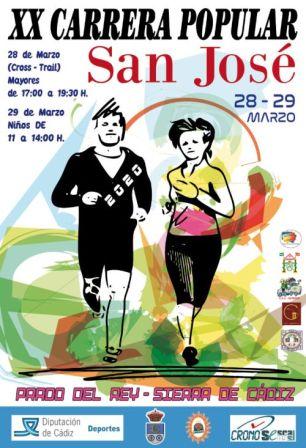 XX CARRERA POPULAR
San José
28 de Marzo
(Cross - Trail)
Mayores
de 17:00 a 19:30 H.
29 de Marzo
Niños DE
11 a 14:00 H.
28 - 29
MARZO
2020
PRADO DEL REY - SIERRA DE CÁDIZ
Diputación
de Cádiz
Deportes